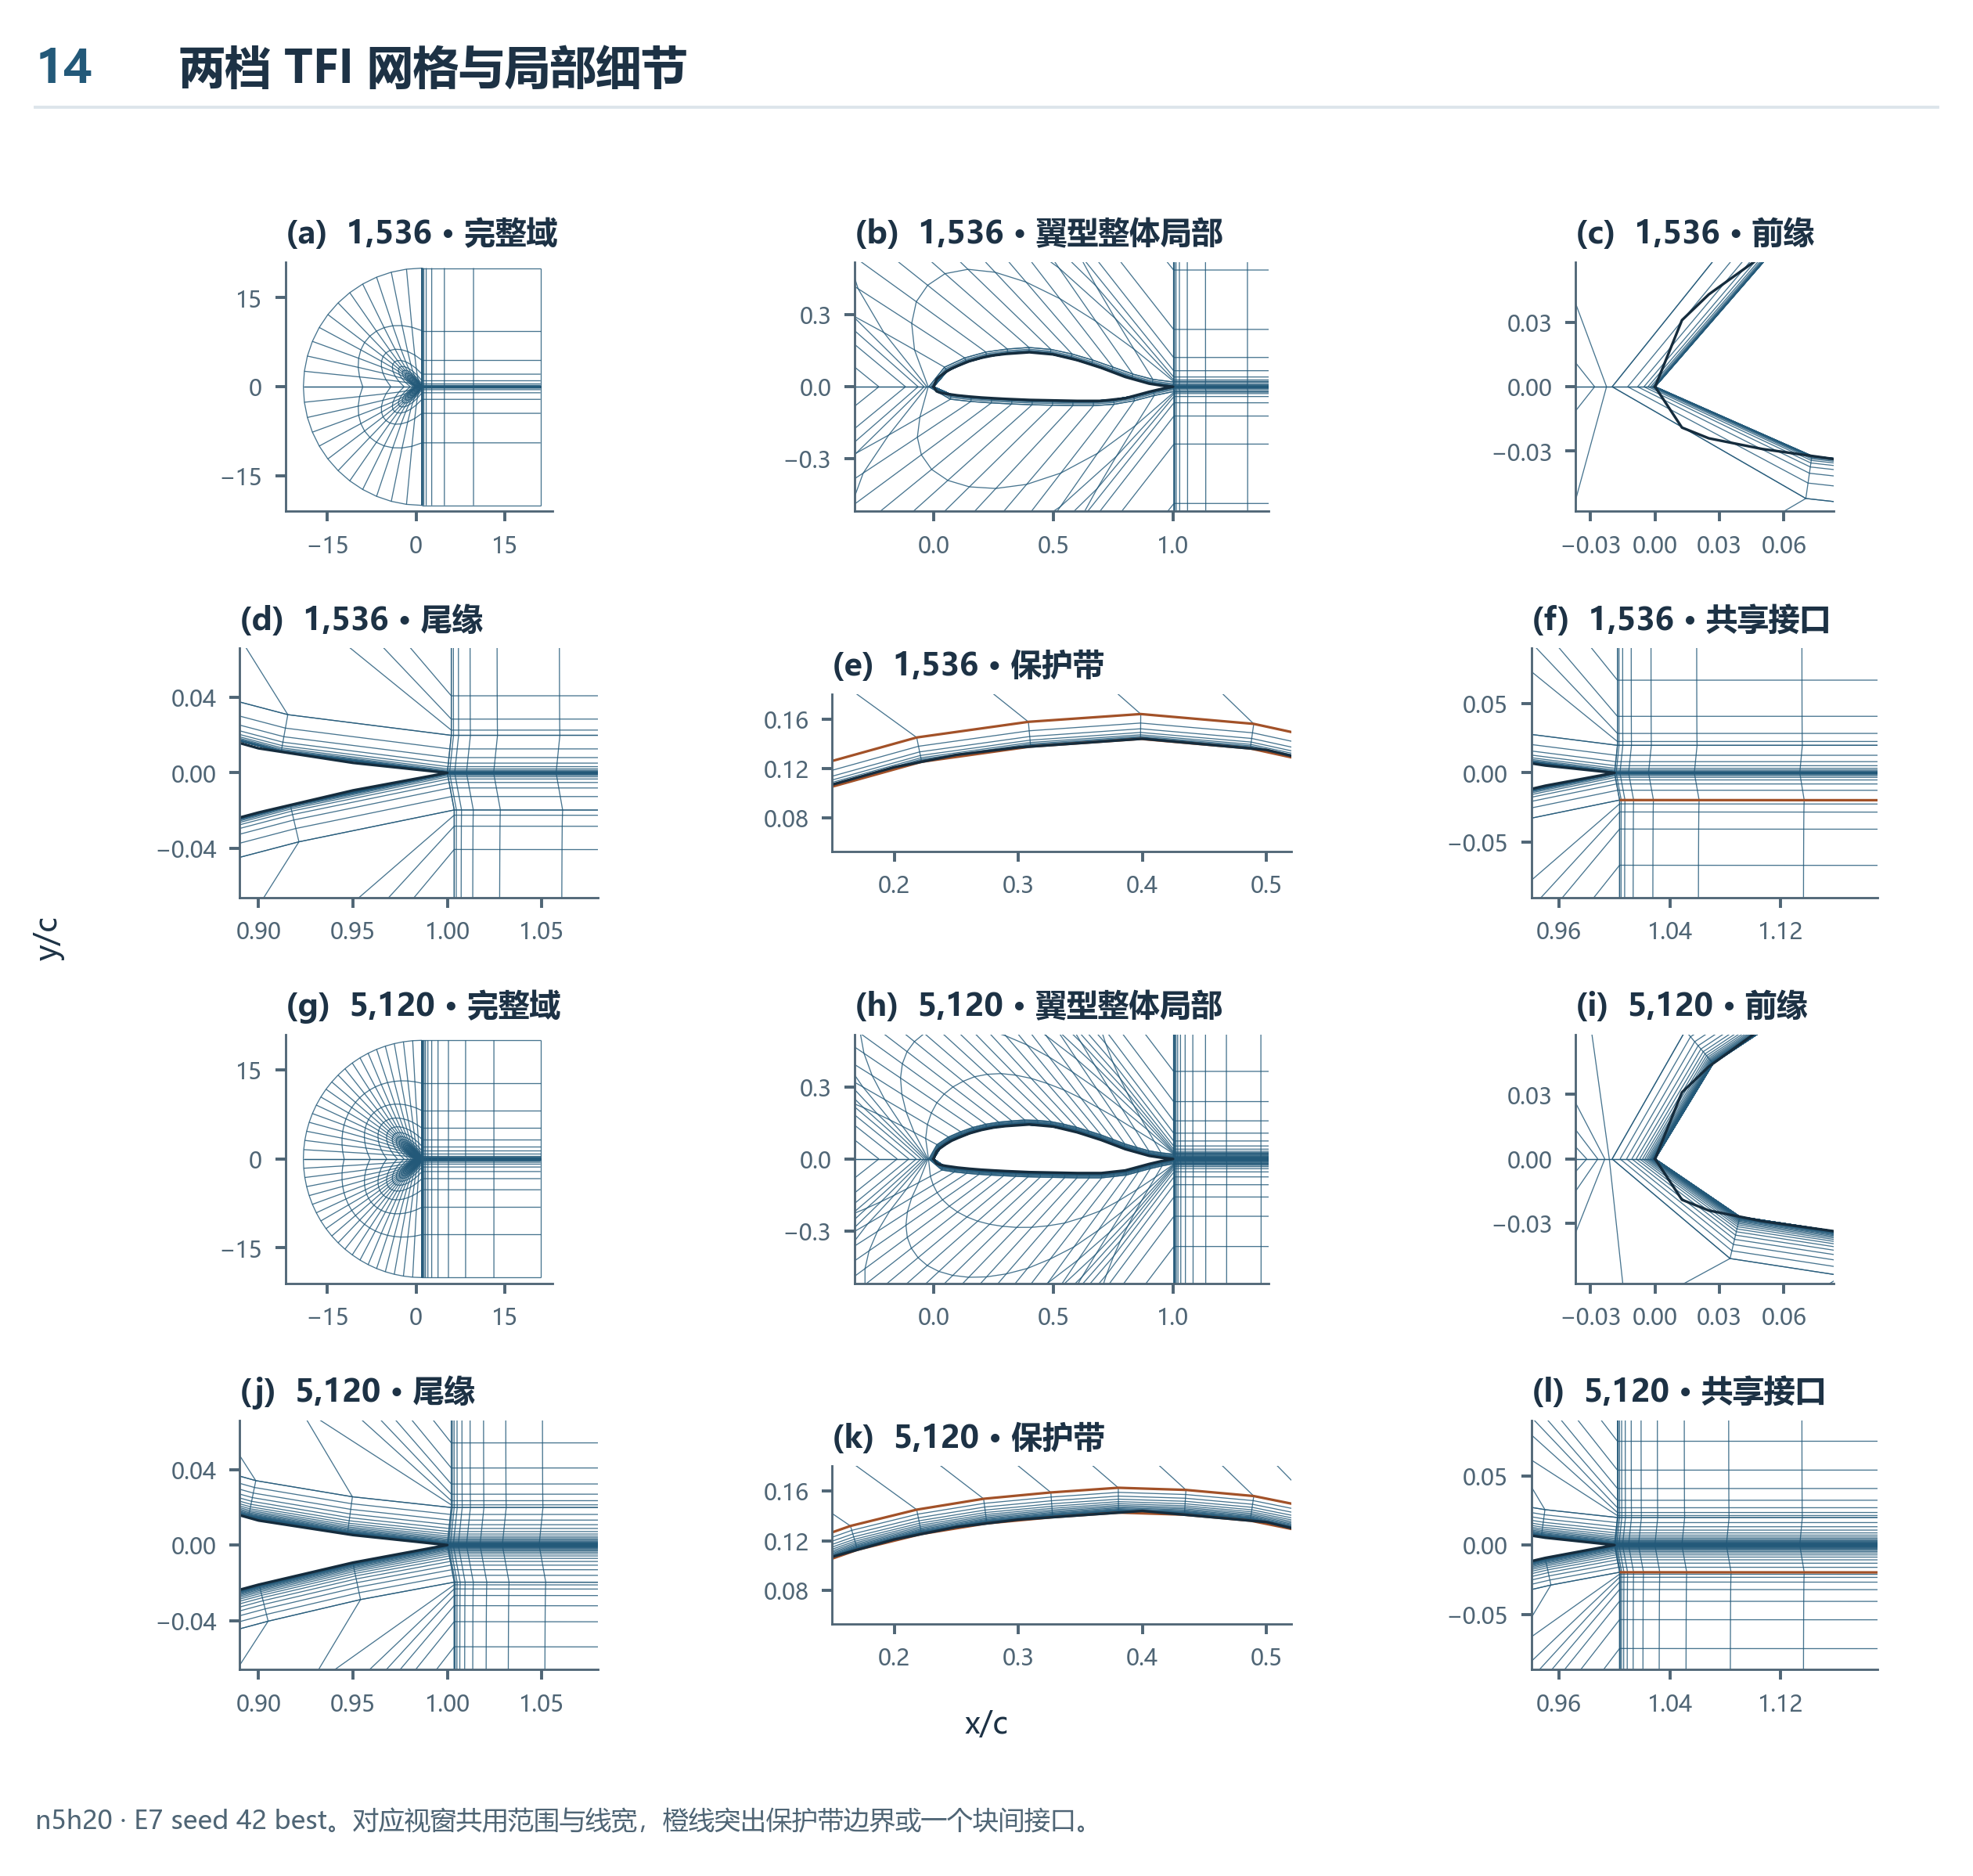 14 两档 TFI 网格与局部细节
(a) 1,536 • 完整域
(b) 1,536 • 翼型整体局部
(c) 1,536 • 前缘
15
0
−15
−15 0 15
0.3
0.0
−0.3
0.0 0.5 1.0
0.03
0.00
−0.03
−0.03 0.00 0.03 0.06
(d) 1,536 • 尾缘
(e) 1,536 • 保护带
(f) 1,536 • 共享接口
0.04
0.00
−0.04
0.90 0.95 1.00 1.05
0.16
0.12
0.08
0.2 0.3 0.4 0.5
0.05
0.00
−0.05
0.96 1.04 1.12
y/c
(g) 5,120 • 完整域
(h) 5,120 • 翼型整体局部
(i) 5,120 • 前缘
15
0
−15
−15 0 15
0.3
0.0
−0.3
0.0 0.5 1.0
0.03
0.00
−0.03
−0.03 0.00 0.03 0.06
(j) 5,120 • 尾缘
(k) 5,120 • 保护带
(l) 5,120 • 共享接口
0.04
0.00
−0.04
0.90 0.95 1.00 1.05
0.16
0.12
0.08
0.2 0.3 0.4 0.5
0.05
0.00
−0.05
0.96 1.04 1.12
x/c
n5h20 · E7 seed 42 best。对应视窗共用范围与线宽，橙线突出保护带边界或一个块间接口。